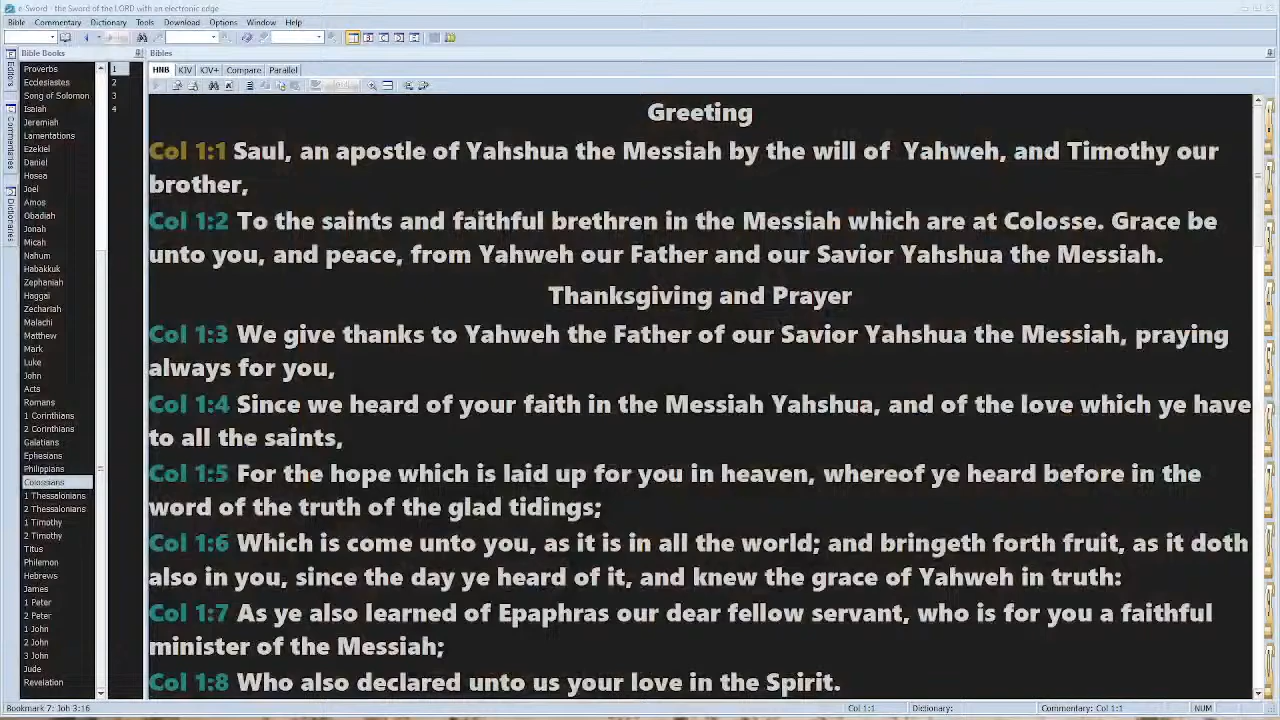 e-Sword - the Sword of the LORD with an electronic edge
Bible Commentary Dictionary Tools Download Options Window Help
Bible Books
Bibles
Editors
Commentaries
Dictionaries
Proverbs
Ecclesiastes
Song of Solomon
Isaiah
Jeremiah
Lamentations
Ezekiel
Daniel
Hosea
Joel
Amos
Obadiah
Jonah
Micah
Nahum
Habakkuk
Zephaniah
Haggai
Zechariah
Malachi
Matthew
Mark
Luke
John
Acts
Romans
1 Corinthians
2 Corinthians
Galatians
Ephesians
Philippians
Colossians
1 Thessalonians
2 Thessalonians
1 Timothy
2 Timothy
Titus
Philemon
Hebrews
James
1 Peter
2 Peter
1 John
2 John
3 John
Jude
Revelation
1
2
3
4
HNB KJV KJV+ Compare Parallel
Greeting
Col 1:1 Saul, an apostle of Yahshua the Messiah by the will of Yahweh, and Timothy our
brother,
Col 1:2 To the saints and faithful brethren in the Messiah which are at Colosse. Grace be
unto you, and peace, from Yahweh our Father and our Savior Yahshua the Messiah.
Thanksgiving and Prayer
Col 1:3 We give thanks to Yahweh the Father of our Savior Yahshua the Messiah, praying
always for you,
Col 1:4 Since we heard of your faith in the Messiah Yahshua, and of the love which ye have
to all the saints,
Col 1:5 For the hope which is laid up for you in heaven, whereof ye heard before in the
word of the truth of the glad tidings;
Col 1:6 Which is come unto you, as it is in all the world; and bringeth forth fruit, as it doth
also in you, since the day ye heard of it, and knew the grace of Yahweh in truth:
Col 1:7 As ye also learned of Epaphras our dear fellow servant, who is for you a faithful
minister of the Messiah;
Col 1:8 Who also declared unto us your love in the Spirit.
Bookmark 7: Joh 3:16 Col 1:1 Dictionary: Commentary: Col 1:1 NUM